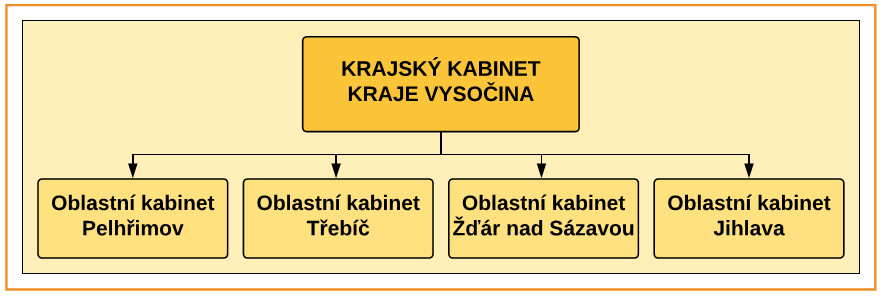 KRAJSKÝ KABINET
KRAJE VYSOČINA
Oblastní kabinet
Pelhřimov
Oblastní kabinet
Třebíč
Oblastní kabinet
Žďár nad Sázavou
Oblastní kabinet
Jihlava